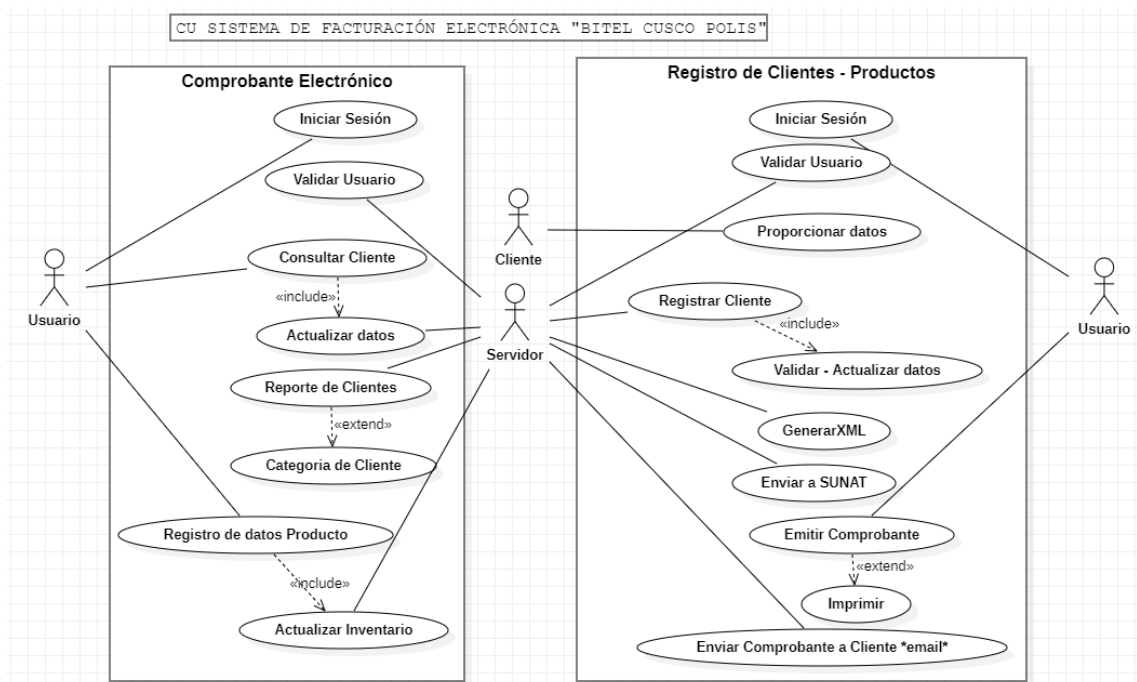 CU SISTEMA DE FACTURACIÓN ELECTRÓNICA "BITEL CUSCO POLIS"
Comprobante Electrónico
Iniciar Sesión
Validar Usuario
Consultar Cliente
«include»
Actualizar datos
Reporte de Clientes
«extend»
Categoria de Cliente
Registro de datos Producto
«include»
Actualizar Inventario
Usuario
Cliente
Servidor
Registro de Clientes - Productos
Iniciar Sesión
Validar Usuario
Proporcionar datos
Registrar Cliente
«include»
Validar - Actualizar datos
GenerarXML
Enviar a SUNAT
Emitir Comprobante
«extend»
Imprimir
Enviar Comprobante a Cliente *email*
Usuario